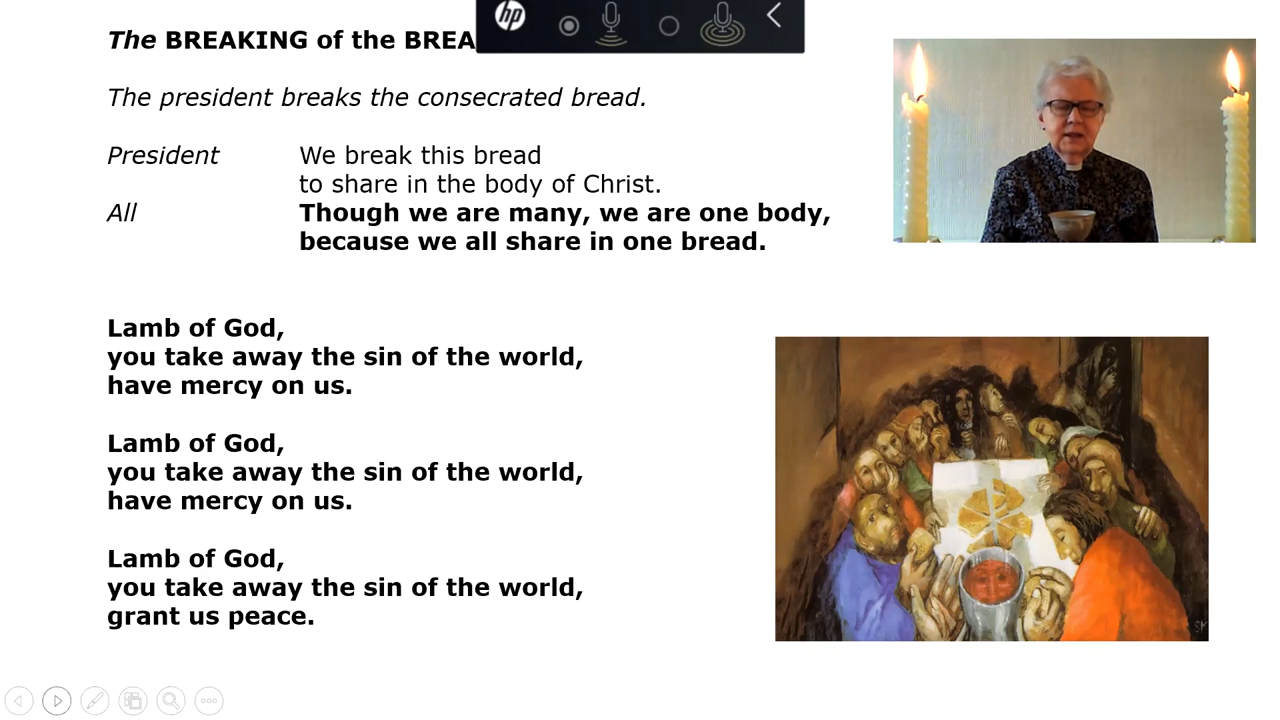 The BREAKING of the BREA
hp
The president breaks the consecrated bread.
President We break this bread
to share in the body of Christ.
All Though we are many, we are one body,
because we all share in one bread.
Lamb of God,
you take away the sin of the world,
have mercy on us.
Lamb of God,
you take away the sin of the world,
have mercy on us.
Lamb of God,
you take away the sin of the world,
grant us peace.